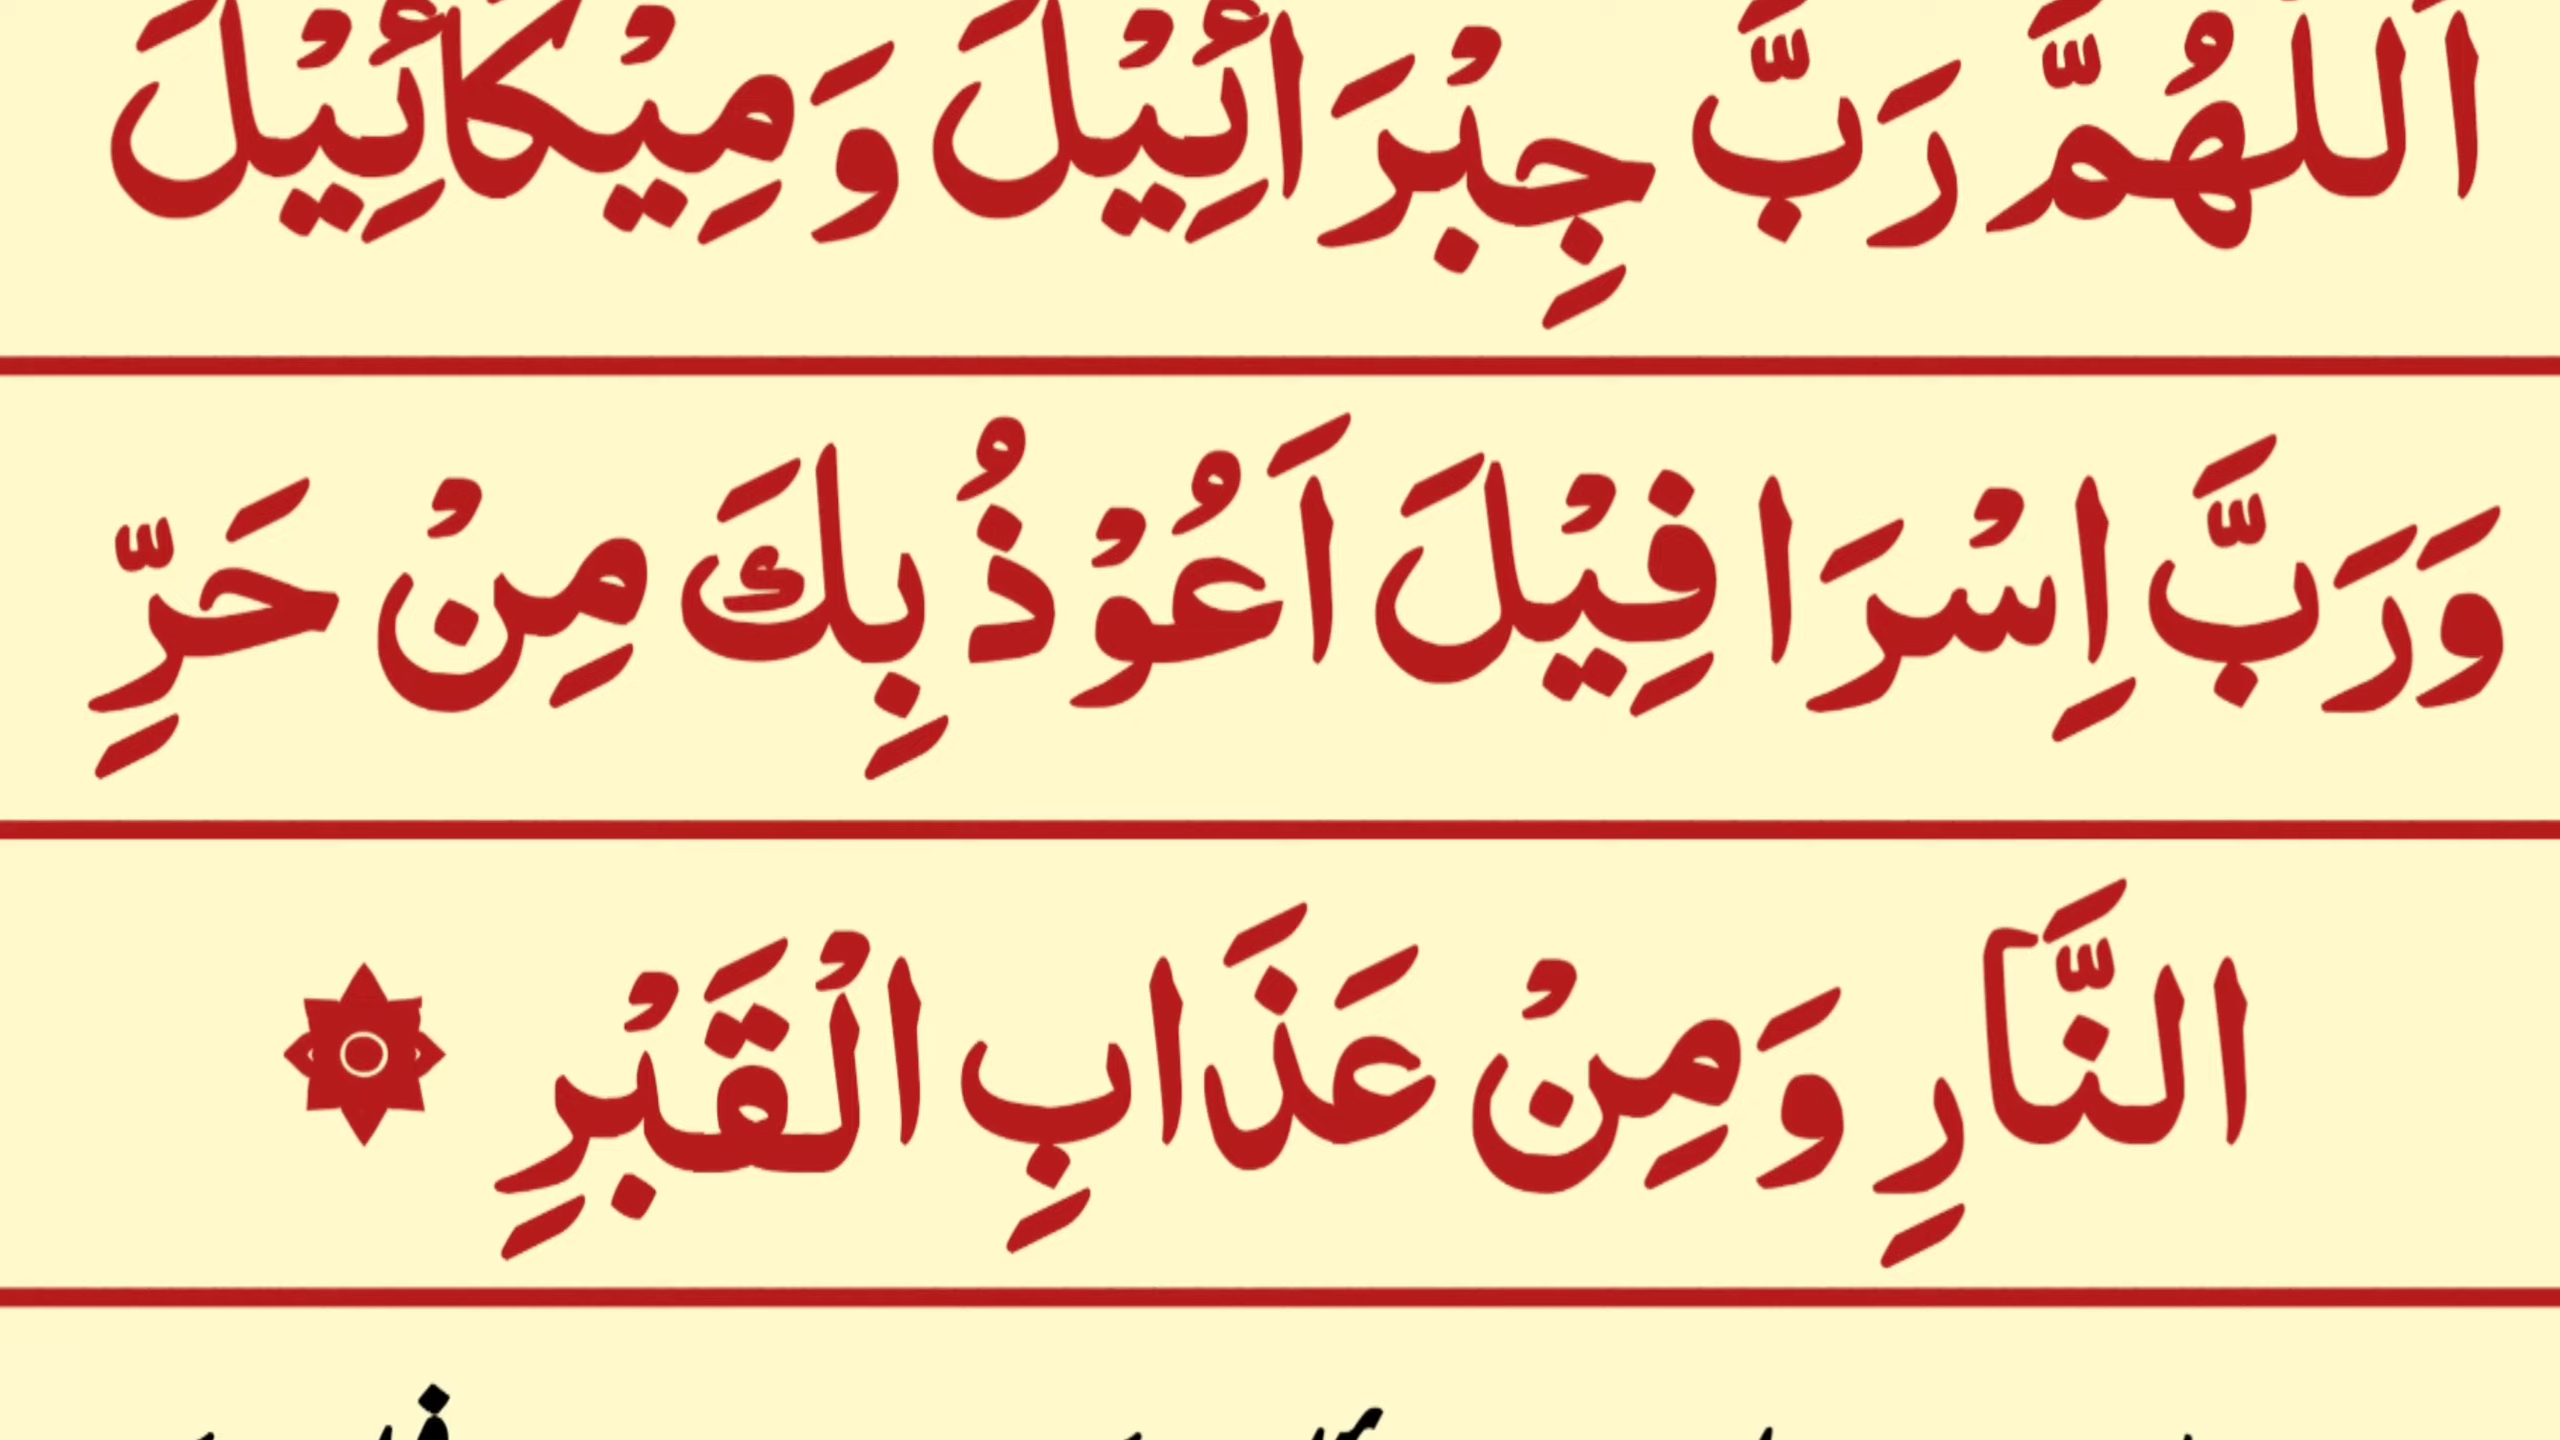 اَللّٰهُمَّ رَبَّ جِبْرَائِيْلَ وَمِيْكَائِيْلَ
وَرَبَّ اِسْرَافِيْلَ اَعُوْذُ بِكَ مِنْ حَرِّ
النَّارِ وَمِنْ عَذَابِ الْقَبْرِ ۞